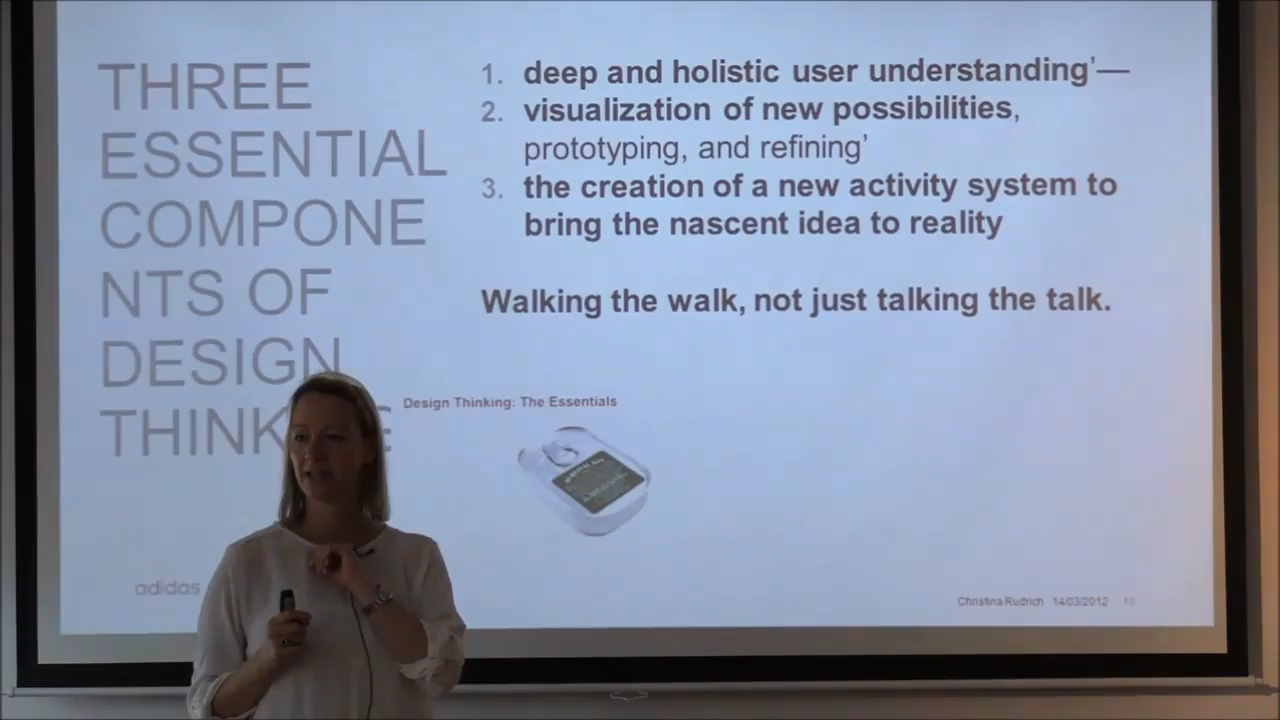 THREE
ESSENTIAL
COMPONE
NTS OF
DESIGN
THINK
1. deep and holistic user understanding’—
2. visualization of new possibilities,
prototyping, and refining’
3. the creation of a new activity system to
bring the nascent idea to reality
Walking the walk, not just talking the talk.
Design Thinking: The Essentials
adidas
Christina Rudrich 14/03/2012